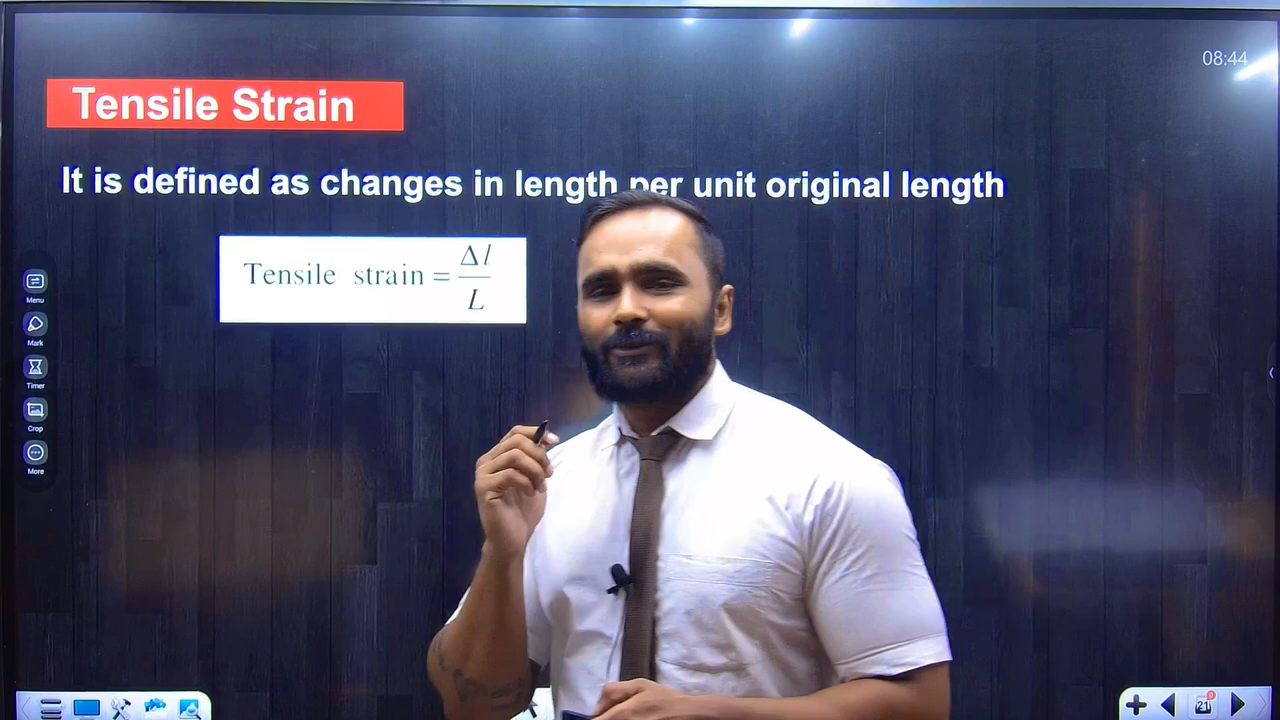 08:44
Tensile Strain
It is defined as changes in length per unit original length
Tensile strain = Δl / L
Menu
Mark
Timer
Crop
More
21